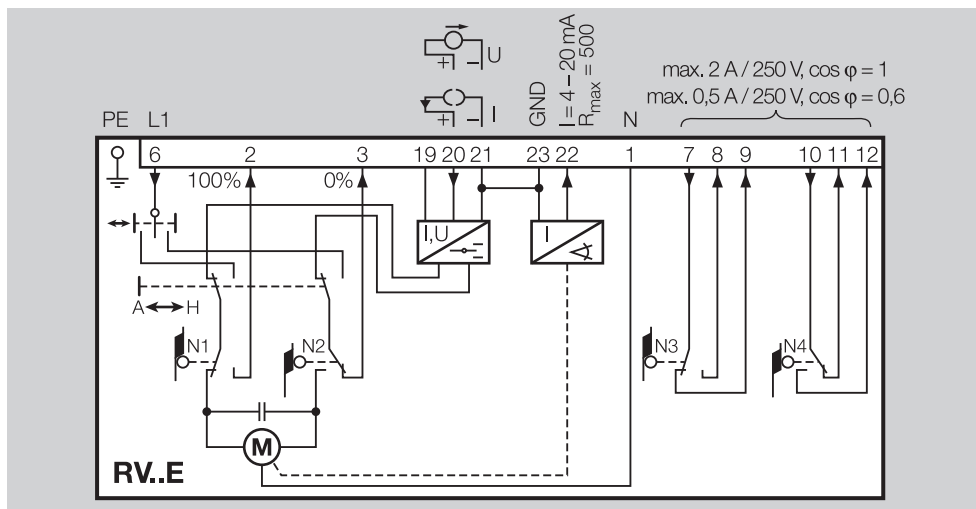 U
+ –
+ – I
GND
I = 4 – 20 mA
Rmax = 500
max. 2 A / 250 V, cos φ = 1
max. 0,5 A / 250 V, cos φ = 0,6
PE L1 N
6 2 3 19 20 21 23 22 1 7 8 9 10 11 12
100% 0%
I,U I
A H
N1 N2 N3 N4
M
RV..E